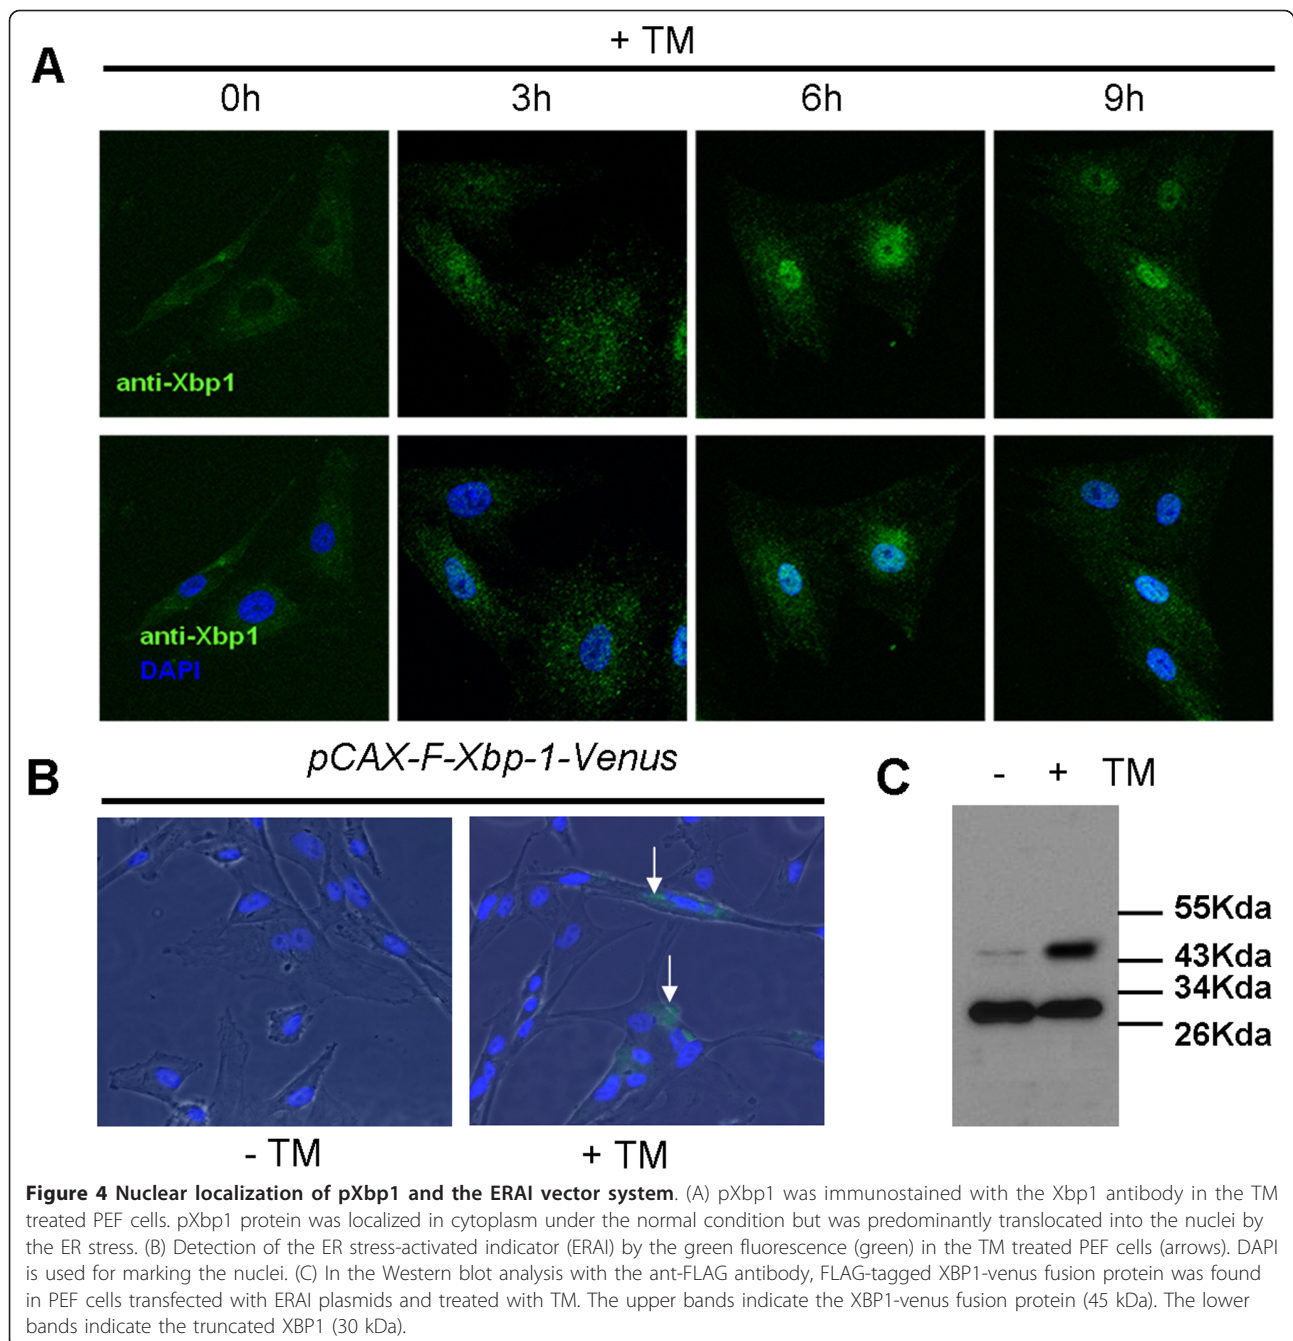 A
+ TM
0h 3h 6h 9h
anti-Xbp1
anti-Xbp1
DAPI
B
pCAX-F-Xbp-1-Venus
- TM
+ TM
C
- + TM
55Kda
43Kda
34Kda
26Kda
Figure 4 Nuclear localization of pXbp1 and the ERAI vector system. (A) pXbp1 was immunostained with the Xbp1 antibody in the TM
treated PEF cells. pXbp1 protein was localized in cytoplasm under the normal condition but was predominantly translocated into the nuclei by
the ER stress. (B) Detection of the ER stress-activated indicator (ERAI) by the green fluorescence (green) in the TM treated PEF cells (arrows). DAPI
is used for marking the nuclei. (C) In the Western blot analysis with the ant-FLAG antibody, FLAG-tagged XBP1-venus fusion protein was found
in PEF cells transfected with ERAI plasmids and treated with TM. The upper bands indicate the XBP1-venus fusion protein (45 kDa). The lower
bands indicate the truncated XBP1 (30 kDa).